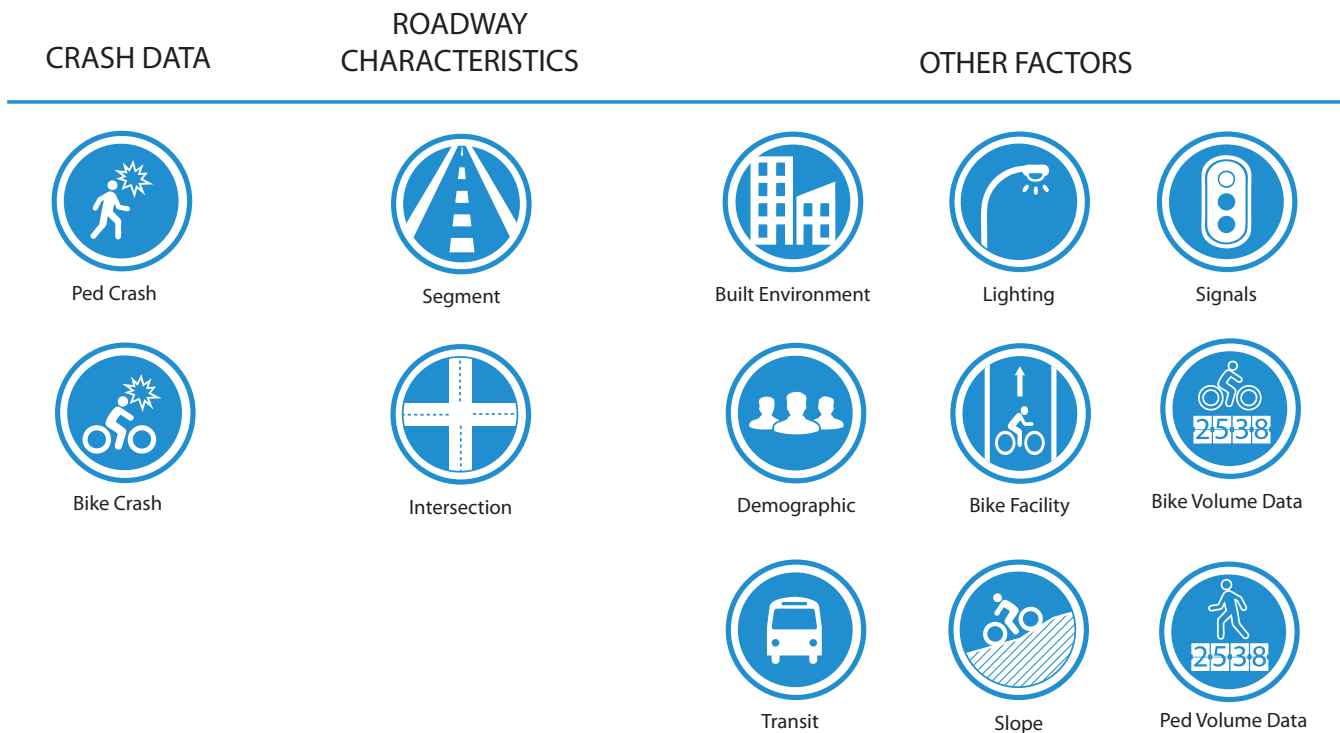 CRASH DATA
ROADWAY
CHARACTERISTICS
OTHER FACTORS
Ped Crash
Segment
Built Environment
Lighting
Signals
2538
Bike Crash
Intersection
Demographic
Bike Facility
Bike Volume Data
2538
Transit
Slope
Ped Volume Data